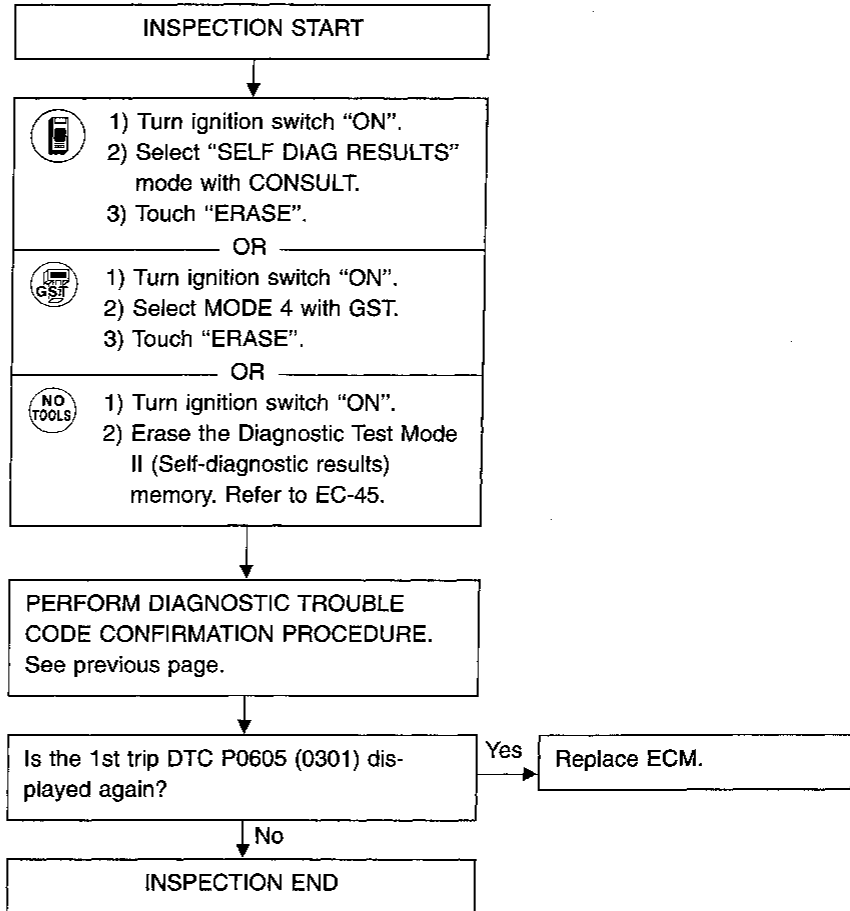 INSPECTION START
1) Turn ignition switch “ON”.
2) Select “SELF DIAG RESULTS”
mode with CONSULT.
3) Touch “ERASE”.
OR
GST
1) Turn ignition switch “ON”.
2) Select MODE 4 with GST.
3) Touch “ERASE”.
OR
NO
TOOLS
1) Turn ignition switch “ON”.
2) Erase the Diagnostic Test Mode
II (Self-diagnostic results)
memory. Refer to EC-45.
PERFORM DIAGNOSTIC TROUBLE
CODE CONFIRMATION PROCEDURE.
See previous page.
Is the 1st trip DTC P0605 (0301) dis-
played again?
Yes
Replace ECM.
No
INSPECTION END